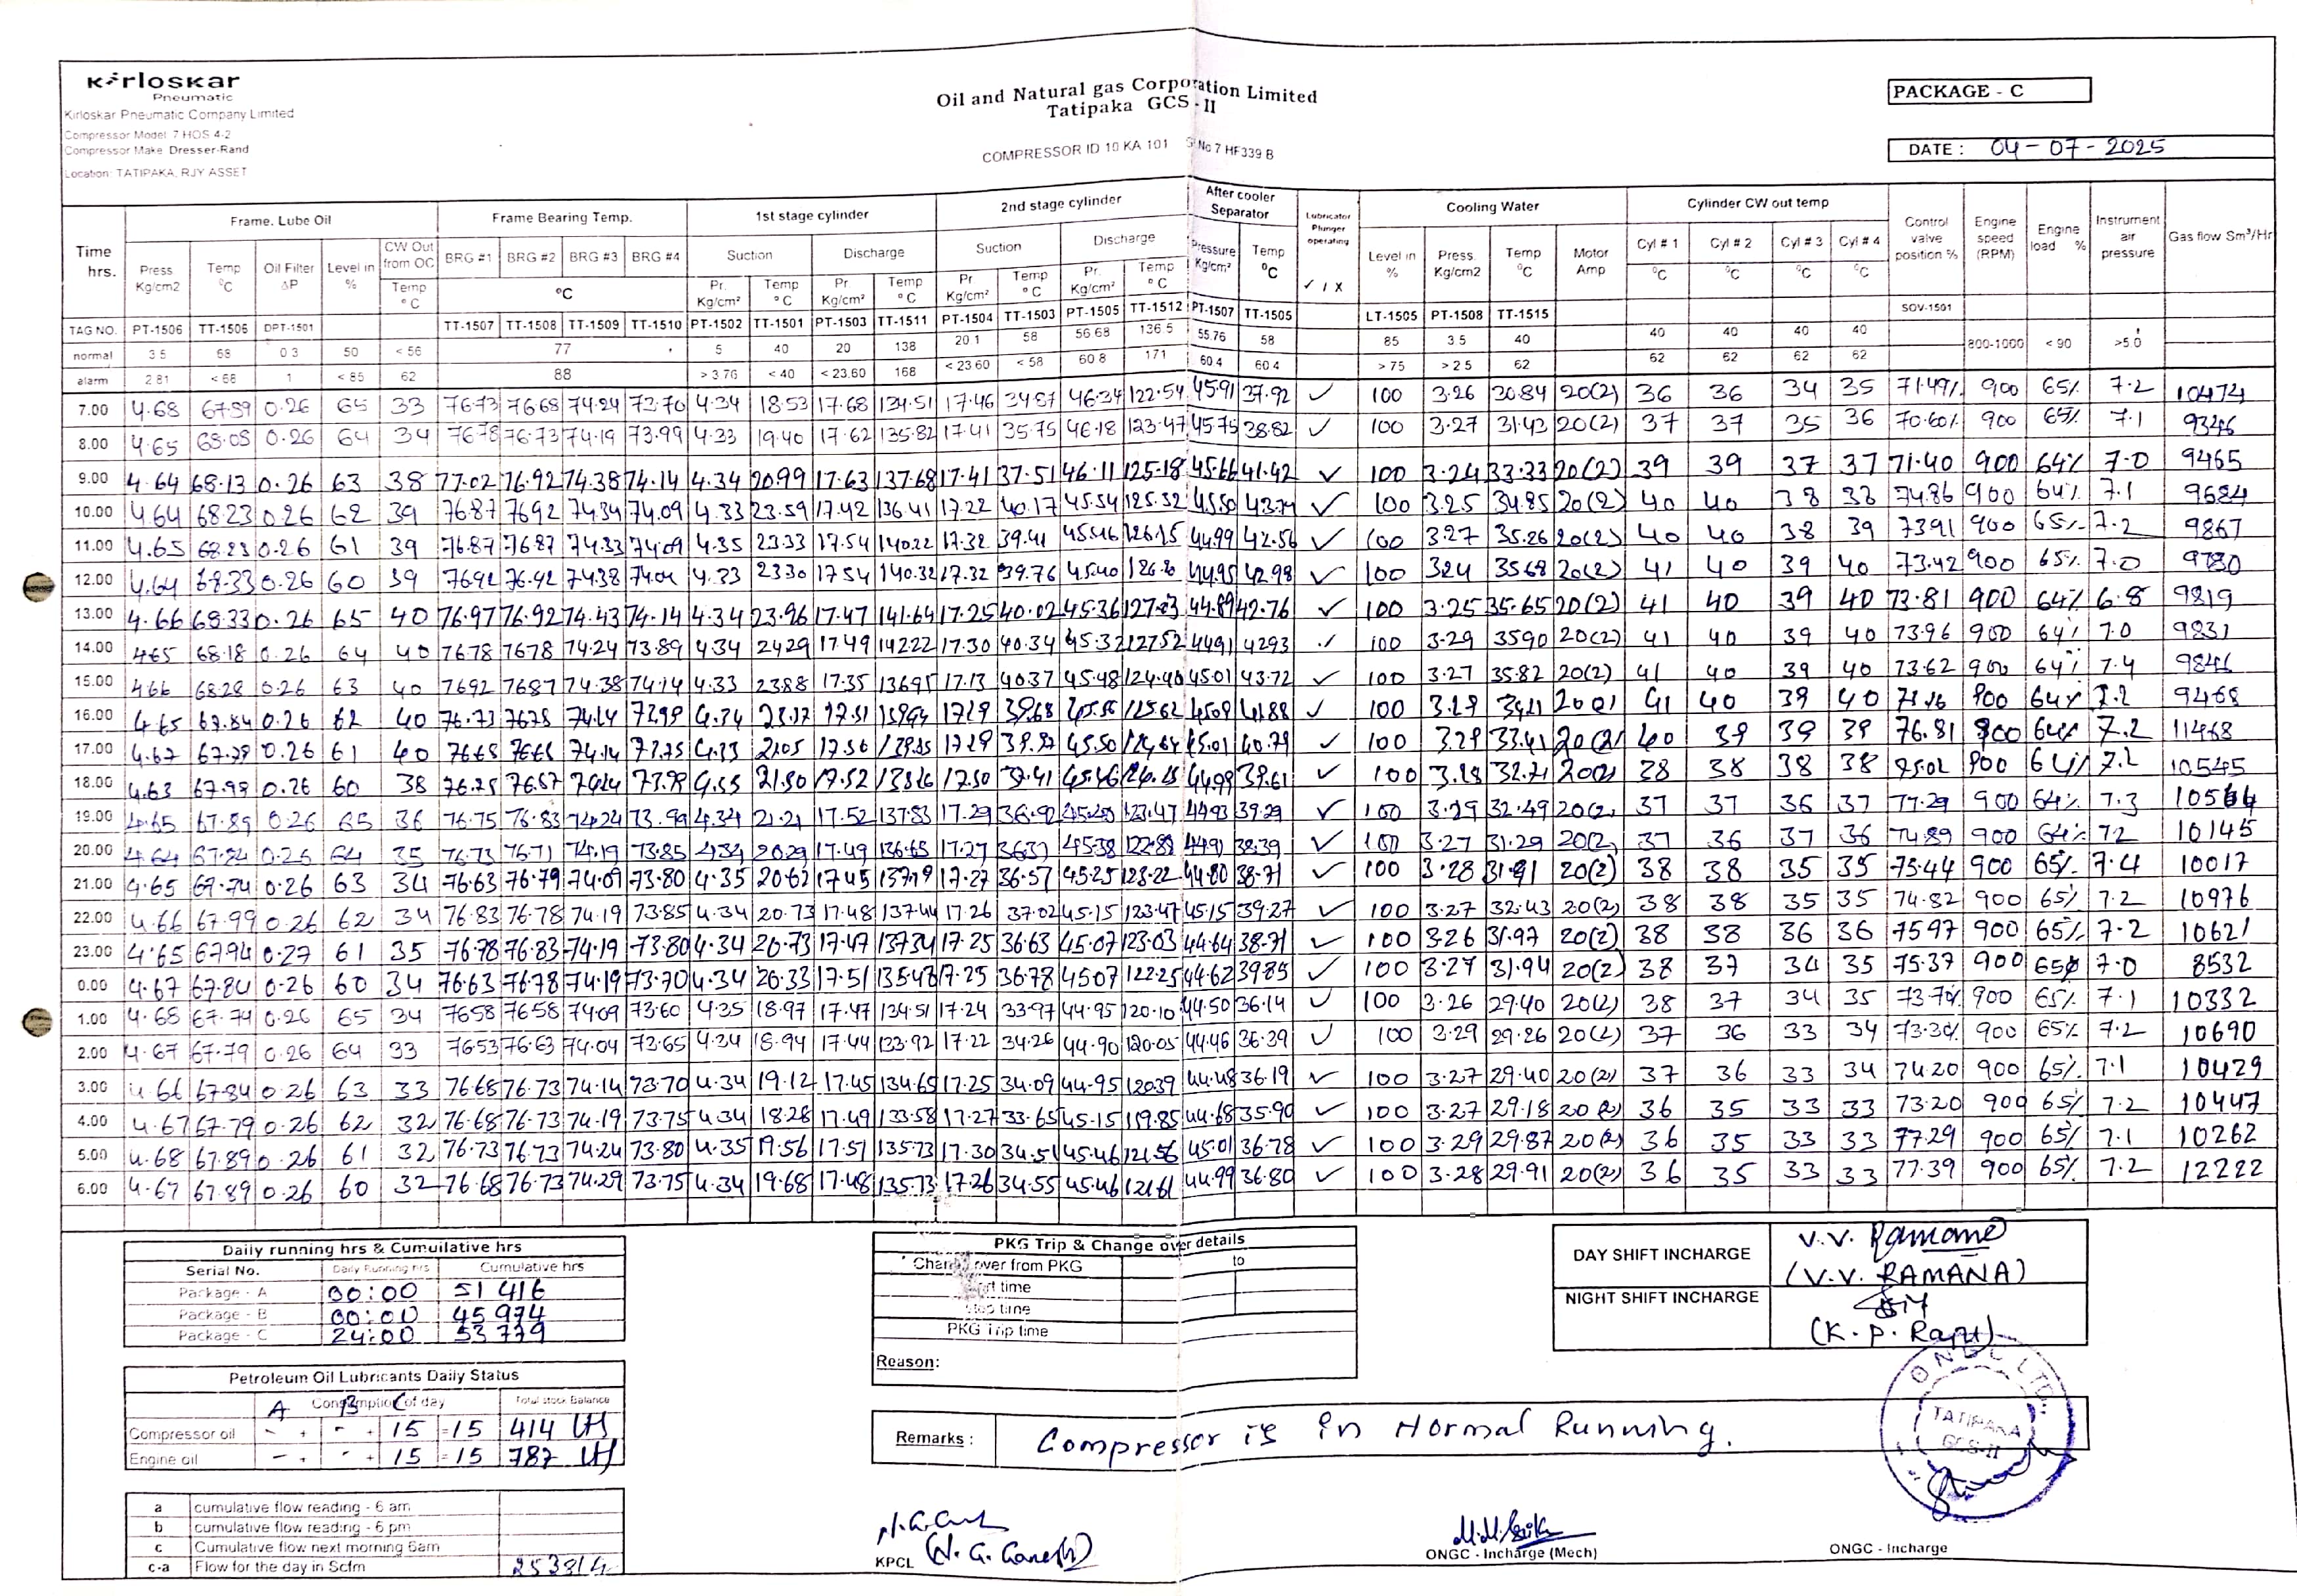 Kirloskar
Pneumatic
Kirloskar Pneumatic Company Limited
Compressor Model 7 HOS 4-2
Compressor Make Dresser-Rand
Location: TATIPAKA, RJY ASSET
Oil and Natural gas Corporation Limited
Tatipaka GCS - II
COMPRESSOR ID 10 KA 101 Sl.No 7 HF339 B
PACKAGE - C
DATE : 04-07-2025
Time hrs. Frame. Lube Oil Frame Bearing Temp. 1st stage cylinder 2nd stage cylinder After cooler Separator Lubricator Plunger operating Cooling Water Cylinder CW out temp Control valve position % Engine speed (RPM) Engine load % Instrument air pressure Gas flow Sm³/Hr
Press Kg/cm2 Temp °C Oil Filter ΔP Level in % CW Out from OC Temp °C BRG #1 BRG #2 BRG #3 BRG #4 °C Suction Discharge Suction Discharge Pressure Kg/cm² Temp °C ✓ / X Level in % Press Kg/cm2 Temp °C Motor Amp Cyl # 1 Cyl # 2 Cyl # 3 Cyl # 4
Pr. Kg/cm² Temp °C Pr. Kg/cm² Temp °C Pr Kg/cm² Temp °C Pr. Kg/cm² Temp °C °C °C °C °C
TAG NO. PT-1506 TT-1506 DPT-1501 TT-1507 TT-1508 TT-1509 TT-1510 PT-1502 TT-1501 PT-1503 TT-1511 PT-1504 TT-1503 PT-1505 TT-1512 PT-1507 TT-1505 LT-1505 PT-1508 TT-1515 SOV-1501
normal 3.5 68 0.3 50 < 56 77 5 40 20 138 20.1 58 56.68 136.5 55.76 58 85 3.5 40 40 40 40 40 800-1000 < 90 >5.0
alarm 2.81 < 68 1 < 85 62 88 > 3.76 < 40 < 23.60 168 < 23.60 < 58 60.8 171 60.4 60.4 > 75 > 2.5 62 62 62 62 62
7.00 4.68 67.89 0.26 65 33 76.73 76.68 74.24 73.70 4.34 18.53 17.68 134.51 17.46 34.87 46.34 122.54 45.91 37.92 ✓ 100 3.26 30.84 20(2) 36 36 34 35 71.49% 900 65% 7.2 10474
8.00 4.65 68.08 0.26 64 34 76.78 76.73 74.19 73.99 4.33 19.40 17.62 135.82 17.41 35.75 46.18 123.47 45.75 38.82 ✓ 100 3.27 31.42 20(2) 37 37 35 36 70.60% 900 65% 7.1 9346
9.00 4.64 68.13 0.26 63 38 77.02 76.92 74.38 74.14 4.34 20.99 17.63 137.68 17.41 37.51 46.11 125.18 45.66 41.42 ✓ 100 3.24 33.33 20(2) 39 39 37 37 71.40 900 64% 7.0 9465
10.00 4.64 68.23 0.26 62 39 76.87 76.92 74.34 74.09 4.33 23.59 17.42 136.41 17.22 40.17 45.54 125.32 45.50 43.74 ✓ 100 3.25 34.85 20(2) 40 40 38 38 74.86 900 64% 7.1 9684
11.00 4.65 68.23 0.26 61 39 76.87 76.87 74.33 74.09 4.35 23.33 17.54 140.22 17.32 39.41 45.46 126.15 44.99 42.56 ✓ 100 3.27 35.26 20(2) 40 40 38 39 73.91 900 65% 7.2 9867
12.00 4.64 68.33 0.26 60 39 76.92 76.92 74.38 74.04 4.33 23.30 17.54 140.32 17.32 39.76 45.40 126.20 44.95 42.98 ✓ 100 3.24 35.68 20(2) 41 40 39 40 73.42 900 65% 7.0 9780
13.00 4.66 68.33 0.26 65 40 76.97 76.92 74.43 74.14 4.34 23.96 17.47 141.64 17.25 40.02 45.36 127.03 44.89 42.76 ✓ 100 3.25 35.65 20(2) 41 40 39 40 73.81 900 64% 6.8 9819
14.00 4.65 68.18 0.26 64 40 76.78 76.78 74.24 73.89 4.34 24.29 17.49 142.22 17.30 40.34 45.32 127.52 44.91 42.93 ✓ 100 3.29 35.90 20(2) 41 40 39 40 73.96 900 64% 7.0 9831
15.00 4.66 68.28 0.26 63 40 76.92 76.87 74.38 74.14 4.33 23.88 17.35 136.95 17.13 40.37 45.48 124.40 45.01 43.72 ✓ 100 3.27 35.82 20(2) 41 40 39 40 73.62 900 64% 7.4 9846
16.00 4.65 67.84 0.26 62 40 76.73 74.14 17.29 ✓ 100 41 40 39 40 900 64% 7.2 9468
17.00 4.67 67.79 0.26 61 40 76.68 76.68 74.14 4.33 17.29 45.50 45.01 40.79 ✓ 100 3.29 33.41 20(2) 40 39 39 39 76.81 900 64% 7.2 11468
18.00 4.63 67.99 0.26 60 38 73.99 21.50 17.52 44.99 39.61 ✓ 100 3.28 32.71 20(2) 38 38 38 38 900 64% 7.2 10545
19.00 4.65 67.89 0.26 65 36 76.75 76.83 74.24 73.99 4.34 21.21 17.52 137.83 17.29 36.92 45.40 123.47 44.93 39.29 ✓ 100 3.29 32.49 20(2) 37 37 36 37 77.29 900 64% 7.3 10564
20.00 4.64 67.84 0.26 64 35 76.73 76.71 74.19 73.85 4.34 20.29 17.49 136.65 17.27 36.37 45.38 122.89 44.91 38.39 ✓ 100 3.27 31.29 20(2) 37 36 37 36 74.89 900 64% 7.2 10145
21.00 4.65 67.74 0.26 63 34 76.63 76.79 74.09 73.80 4.35 20.62 17.45 137.19 17.27 36.57 45.25 123.22 44.80 38.71 ✓ 100 3.28 31.91 20(2) 38 38 35 35 75.44 900 65% 7.4 10017
22.00 4.66 67.99 0.26 62 34 76.83 76.78 74.19 73.85 4.34 20.73 17.48 137.44 17.26 37.02 45.15 123.47 45.15 39.27 ✓ 100 3.27 32.43 20(2) 38 38 35 35 74.82 900 65% 7.2 10976
23.00 4.65 67.94 0.27 61 35 76.78 76.83 74.19 73.80 4.34 20.73 17.47 137.34 17.25 36.63 45.07 123.03 44.64 38.71 ✓ 100 3.26 31.97 20(2) 38 38 36 36 75.97 900 65% 7.2 10621
0.00 4.67 67.84 0.26 60 34 76.63 76.78 74.19 73.70 4.34 20.33 17.51 135.48 17.25 36.78 45.07 122.25 44.62 39.85 ✓ 100 3.27 31.94 20(2) 38 37 34 35 75.37 900 65% 7.0 8532
1.00 4.68 67.74 0.26 65 34 76.58 76.58 74.09 73.60 4.35 18.97 17.47 134.51 17.24 33.97 44.95 120.10 44.50 36.14 ✓ 100 3.26 29.40 20(2) 38 37 34 35 73.70% 900 65% 7.1 10332
2.00 4.67 67.79 0.26 64 33 76.53 76.63 74.04 73.65 4.34 18.94 17.44 133.92 17.22 34.26 44.90 120.05 44.46 36.39 ✓ 100 3.29 29.26 20(2) 37 36 33 34 73.30% 900 65% 7.2 10690
3.00 4.66 67.84 0.26 63 33 76.68 76.73 74.14 73.70 4.34 19.12 17.45 134.65 17.25 34.09 44.95 120.39 44.48 36.19 ✓ 100 3.27 29.40 20(2) 37 36 33 34 74.20 900 65% 7.1 10429
4.00 4.67 67.79 0.26 62 32 76.68 76.73 74.19 73.75 4.34 18.28 17.49 133.58 17.27 33.65 45.15 119.85 44.68 35.90 ✓ 100 3.27 29.18 20(2) 36 35 33 33 73.20 900 65% 7.2 10447
5.00 4.68 67.89 0.26 61 32 76.73 76.73 74.24 73.80 4.35 19.56 17.51 135.73 17.30 34.51 45.46 121.56 45.01 36.78 ✓ 100 3.29 29.87 20(2) 36 35 33 33 77.29 900 65% 7.1 10262
6.00 4.67 67.89 0.26 60 32 76.68 76.73 74.29 73.75 4.34 19.68 17.48 135.73 17.26 34.55 45.46 121.61 44.99 36.80 ✓ 100 3.28 29.91 20(2) 36 35 33 33 77.39 900 65% 7.2 12222
Daily running hrs & Cumuilative hrs
Serial No. Daily Running hrs Cumulative hrs
Package - A 00:00 51416
Package - B 00:00 45974
Package - C 24:00 53779
Petroleum Oil Lubricants Daily Status
A B C Consumption of day Total stock Balance
Compressor oil - + - + 15 =15 414 Ltr
Engine oil - + - + 15 =15 787 Ltr
a cumulative flow reading - 6 am
b cumulative flow reading - 6 pm
c Cumulative flow next morning 6am
c-a Flow for the day in Scfm 253814
PKG Trip & Change over details
Change over from PKG to
Start time
Stop time
PKG Trip time
Reason:
Remarks : Compressor is in Normal Running.
DAY SHIFT INCHARGE V.V. Ramana
(V.V. RAMANA)
NIGHT SHIFT INCHARGE
(K. P. Raju)
ONGC LTD.
TATIPAKA
GCS-II
KPCL (N. G. Ganesh)
ONGC - Incharge (Mech)
ONGC - Incharge